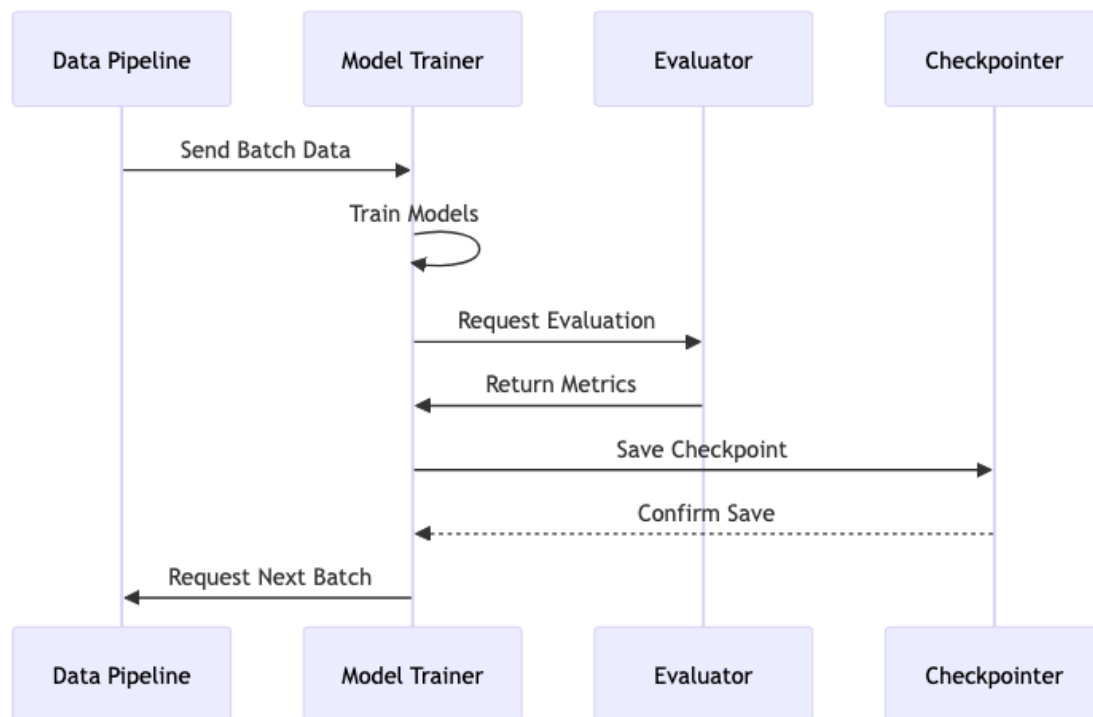 Data Pipeline
Model Trainer
Evaluator
Checkpointer
Send Batch Data
Train Models
Request Evaluation
Return Metrics
Save Checkpoint
Confirm Save
Request Next Batch
Data Pipeline
Model Trainer
Evaluator
Checkpointer